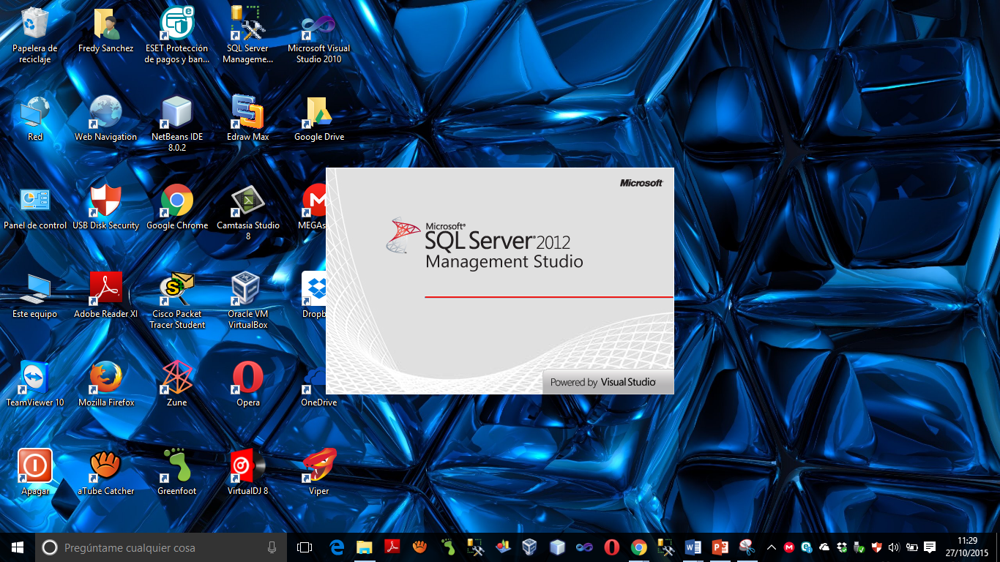 Papelera de
reciclaje
Fredy Sanchez
ESET Protección
de pagos y ban...
SQL Server
Manageme...
Microsoft Visual
Studio 2010
Red
Web Navigation
NetBeans IDE
8.0.2
Edraw Max
Google Drive
Panel de control
USB Disk Security
Google Chrome
Camtasia Studio
8
MEGAs
Este equipo
Adobe Reader XI
Cisco Packet
Tracer Student
Oracle VM
VirtualBox
Dropb
TeamViewer 10
Mozilla Firefox
Zune
Opera
OneDrive
Apagar
aTube Catcher
Greenfoot
VirtualDJ 8
Viper
Microsoft
Microsoft®
SQL Server® 2012
Management Studio
Powered by Visual Studio
Pregúntame cualquier cosa
11:29
27/10/2015